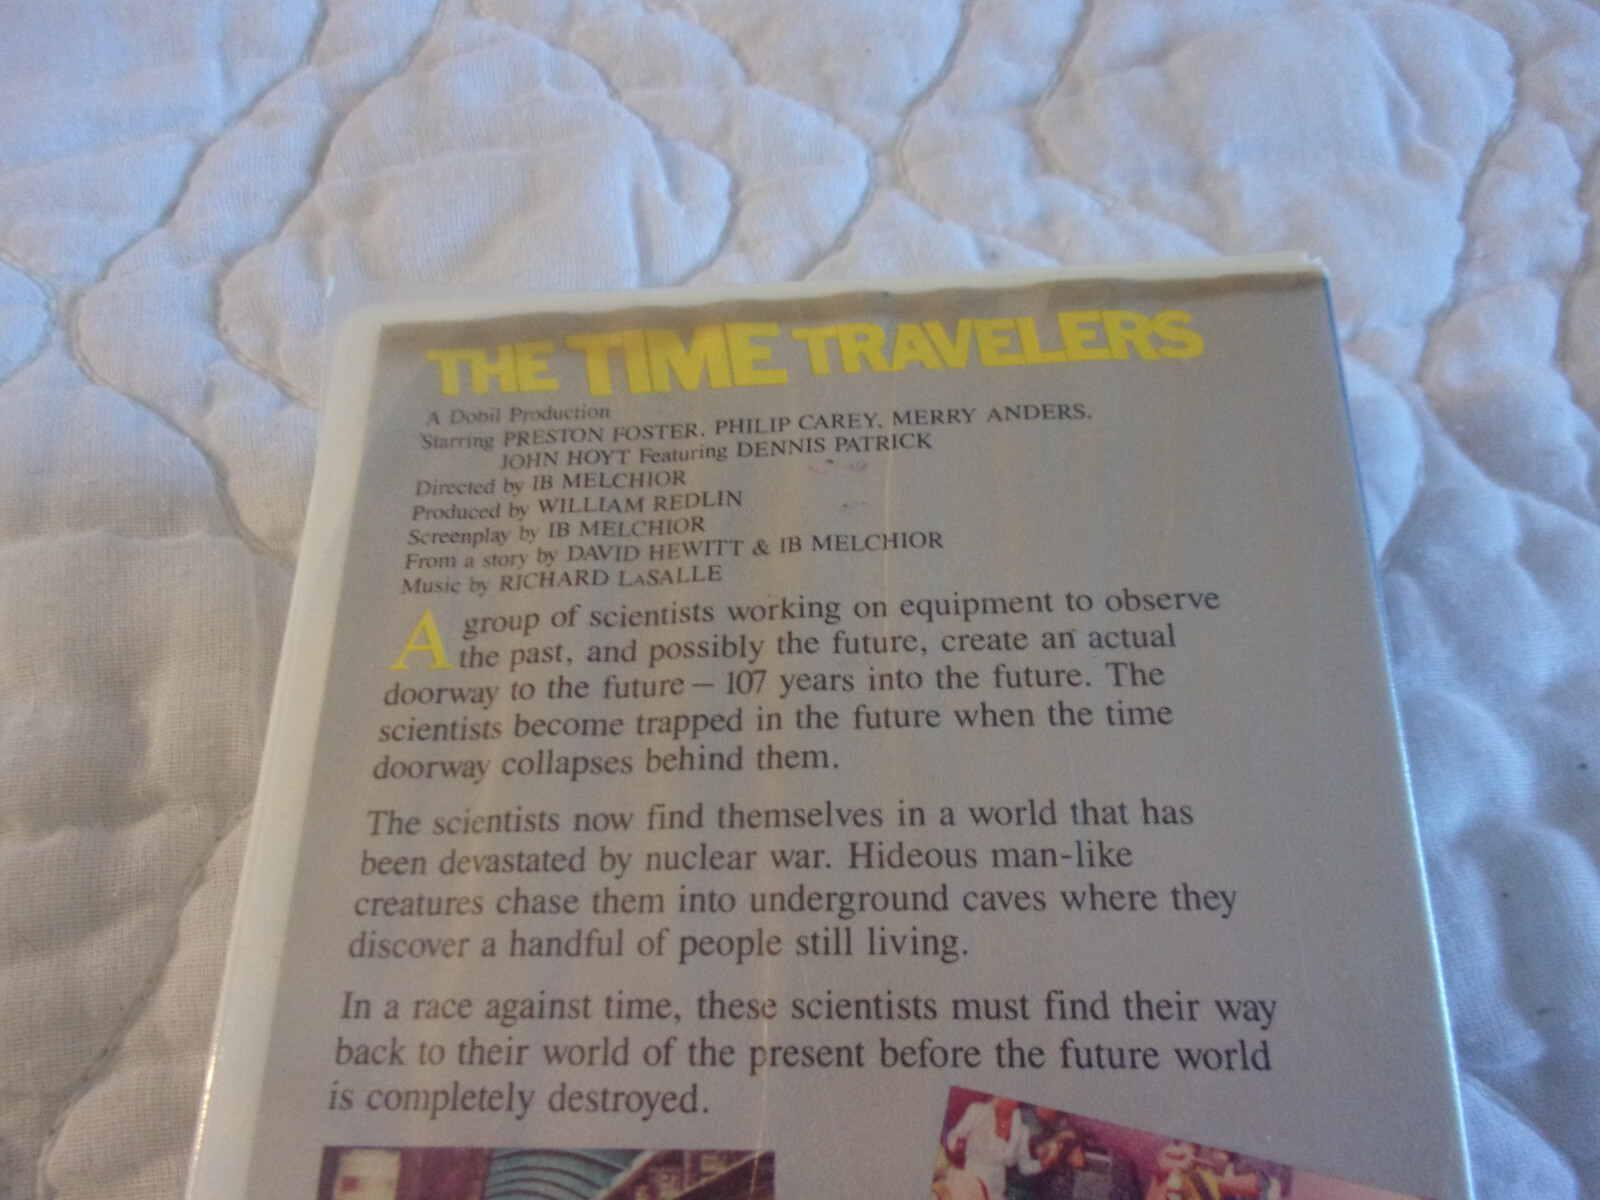 THE TIME TRAVELERS
A Dobil Production
Starring PRESTON FOSTER, PHILIP CAREY, MERRY ANDERS,
JOHN HOYT Featuring DENNIS PATRICK
Directed by IB MELCHIOR
Produced by WILLIAM REDLIN
Screenplay by IB MELCHIOR
From a story by DAVID HEWITT & IB MELCHIOR
Music by RICHARD LASALLE
A group of scientists working on equipment to observe
the past, and possibly the future, create an actual
doorway to the future — 107 years into the future. The
scientists become trapped in the future when the time
doorway collapses behind them.
The scientists now find themselves in a world that has
been devastated by nuclear war. Hideous man-like
creatures chase them into underground caves where they
discover a handful of people still living.
In a race against time, these scientists must find their way
back to their world of the present before the future world
is completely destroyed.